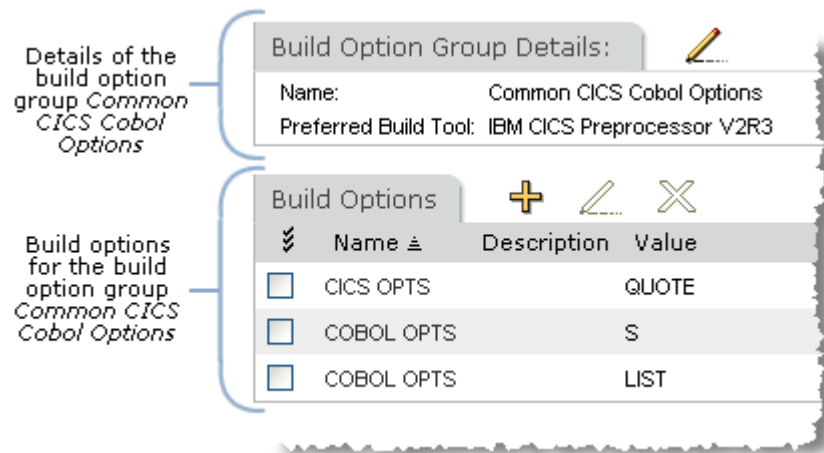 Details of the
build option
group Common
CICS Cobol
Options
Build Option Group Details:
Name: Common CICS Cobol Options
Preferred Build Tool: IBM CICS Preprocessor V2R3
Build options
for the build
option group
Common CICS
Cobol Options
Build Options
Name Description Value
CICS OPTS QUOTE
COBOL OPTS S
COBOL OPTS LIST